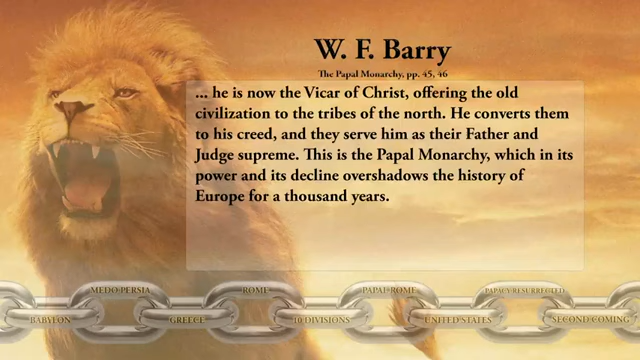 W. F. Barry
The Papal Monarchy, pp. 45, 46
... he is now the Vicar of Christ, offering the old
civilization to the tribes of the north. He converts them
to his creed, and they serve him as their Father and
Judge supreme. This is the Papal Monarchy, which in its
power and its decline overshadows the history of
Europe for a thousand years.
MEDO-PERSIA ROME PAPAL ROME PAPACY RESURRECTED
BABYLON GREECE 10 DIVISIONS UNITED STATES SECOND COMING